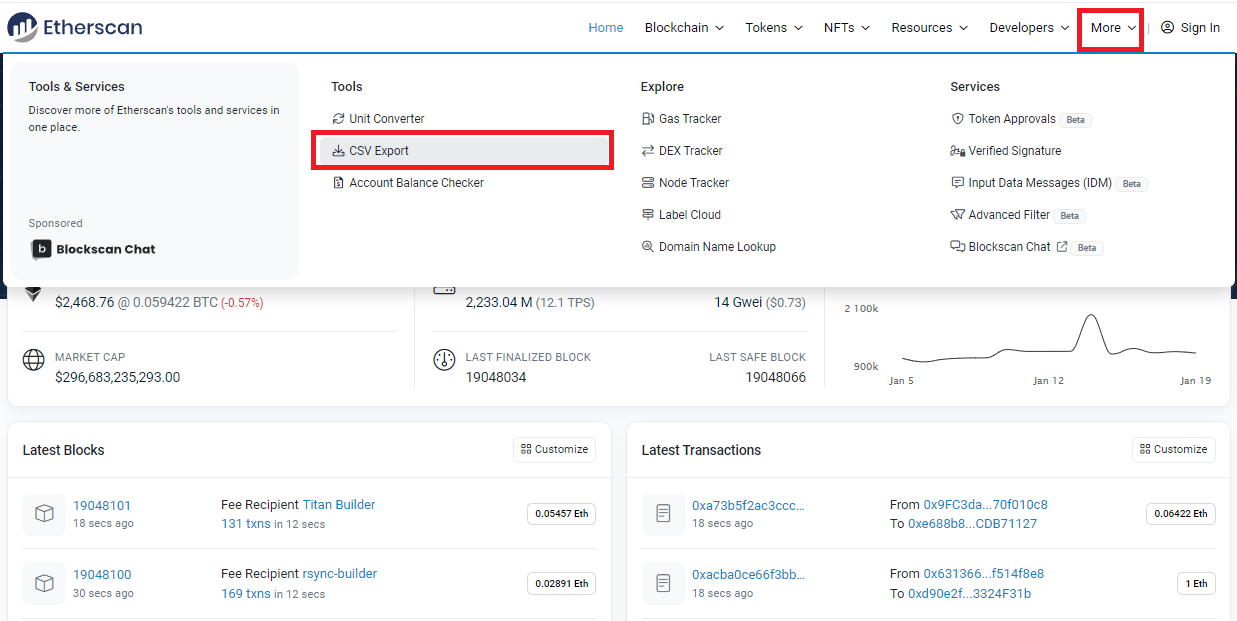 Etherscan
Home Blockchain Tokens NFTs Resources Developers More Sign In
Tools & Services
Discover more of Etherscan's tools and services in
one place.
Sponsored
Blockscan Chat
Tools
Unit Converter
CSV Export
Account Balance Checker
Explore
Gas Tracker
DEX Tracker
Node Tracker
Label Cloud
Domain Name Lookup
Services
Token Approvals Beta
Verified Signature
Input Data Messages (IDM) Beta
Advanced Filter Beta
Blockscan Chat Beta
$2,468.76 @ 0.059422 BTC (-0.57%)
MARKET CAP
$296,683,235,293.00
2,233.04 M (12.1 TPS) 14 Gwei ($0.73)
LAST FINALIZED BLOCK LAST SAFE BLOCK
19048034 19048066
2 100k
900k
Jan 5 Jan 12 Jan 19
Latest Blocks Customize
19048101 Fee Recipient Titan Builder 0.05457 Eth
18 secs ago 131 txns in 12 secs
19048100 Fee Recipient rsync-builder 0.02891 Eth
30 secs ago 169 txns in 12 secs
Latest Transactions Customize
0xa73b5f2ac3ccc... From 0x9FC3da...70f010c8 0.06422 Eth
18 secs ago To 0xe688b8...CDB71127
0xacba0ce66f3bb... From 0x631366...f514f8e8 1 Eth
18 secs ago To 0xd90e2f...3324F31b